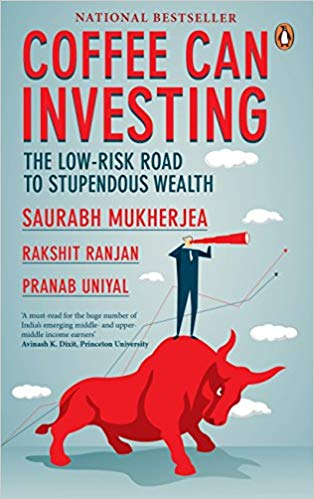 NATIONAL BESTSELLER
COFFEE CAN
INVESTING
THE LOW-RISK ROAD
TO STUPENDOUS WEALTH
SAURABH MUKHERJEA
RAKSHIT RANJAN
PRANAB UNIYAL
'A must-read for the huge number of
India's emerging middle- and upper-
middle income earners'
Avinash K. Dixit, Princeton University